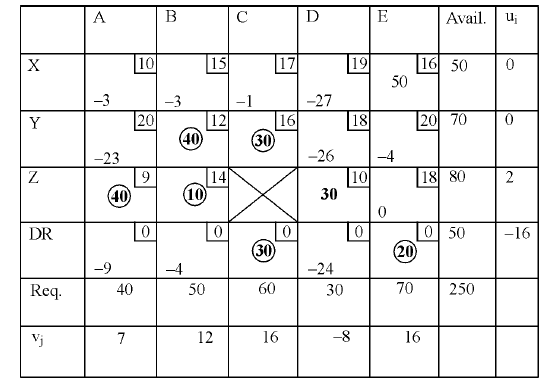 A B C D E Avail. ui
X 10 15 17 19 16 50 0
50
–3 –3 –1 –27
Y 20 12 16 18 20 70 0
40 30
–23 –26 –4
Z 9 14 10 18 80 2
40 10 30
0
DR 0 0 0 0 0 50 –16
30 20
–9 –4 –24
Req. 40 50 60 30 70 250
vj 7 12 16 –8 16